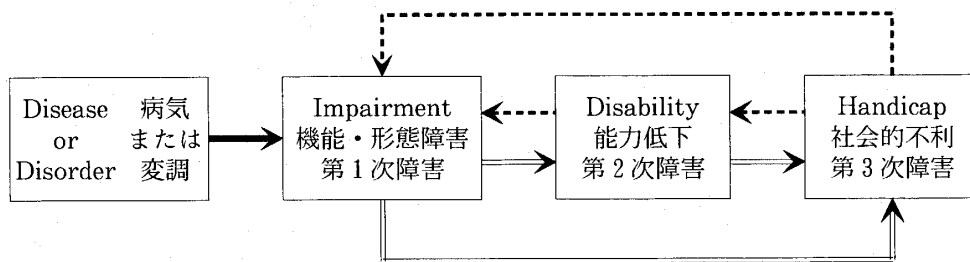 Disease 病気
or または
Disorder 変調
Impairment
機能・形態障害
第1次障害
Disability
能力低下
第2次障害
Handicap
社会的不利
第3次障害